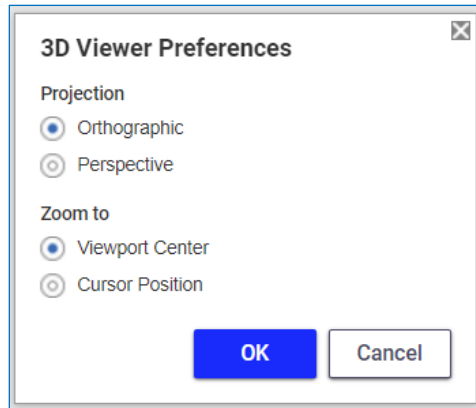 3D Viewer Preferences
Projection
Orthographic
Perspective
Zoom to
Viewport Center
Cursor Position
OK
Cancel